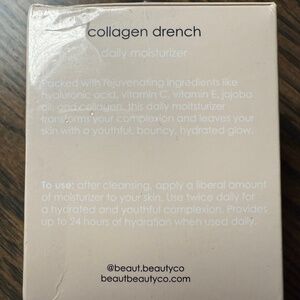 collagen drench
daily moisturizer
Packed with rejuvenating ingredients like
hyaluronic acid, vitamin C, vitamin E, jojoba
oil, and collagen, this daily moisturizer
transforms your complexion and leaves your
skin with a youthful, bouncy, hydrated glow.
To use: after cleansing, apply a liberal amount
of moisturizer to your skin. Use twice daily for
a hydrated and youthful complexion. Provides
up to 24 hours of hydration when used daily.
@beaut.beautyco
beautbeautyco.com